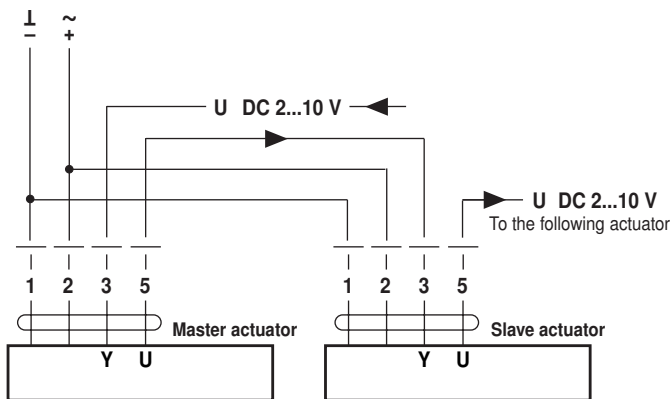 ⊥ ~
− +
U DC 2...10 V
U DC 2...10 V
To the following actuator
1 2 3 5 1 2 3 5
Master actuator Slave actuator
Y U Y U